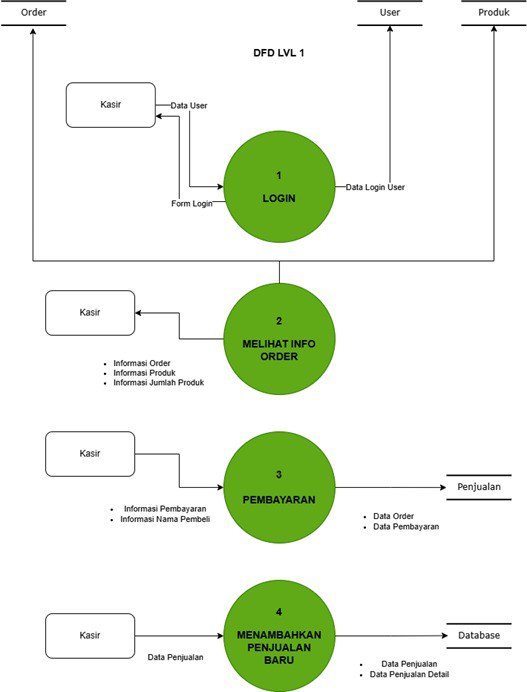 Order
User
Produk
DFD LVL 1
Kasir
Data User
1
LOGIN
Data Login User
Form Login
Kasir
2
MELIHAT INFO
ORDER
Informasi Order
Informasi Produk
Informasi Jumlah Produk
Kasir
3
PEMBAYARAN
Penjualan
Informasi Pembayaran
Informasi Nama Pembeli
Data Order
Data Pembayaran
Kasir
4
MENAMBAHKAN
PENJUALAN
BARU
Database
Data Penjualan
Data Penjualan
Data Penjualan Detail